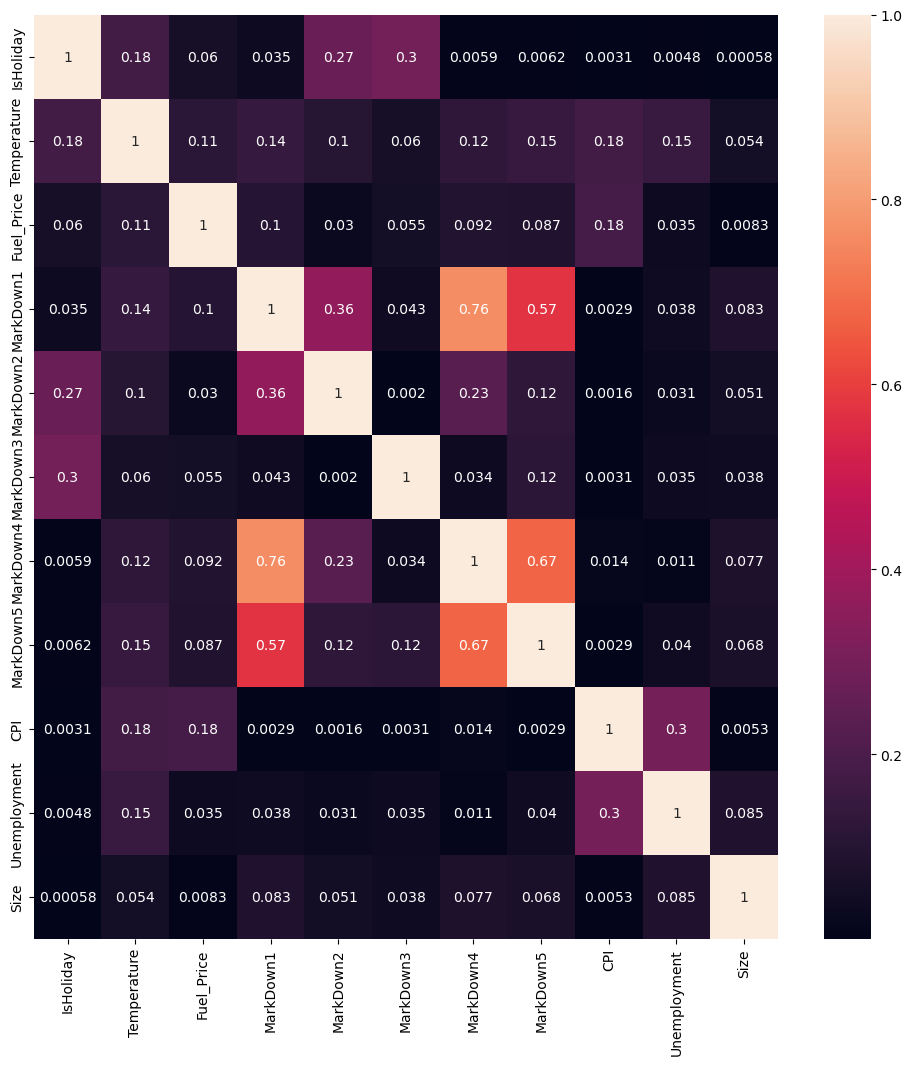 IsHoliday 1 0.18 0.06 0.035 0.27 0.3 0.0059 0.0062 0.0031 0.0048 0.00058
Temperature 0.18 1 0.11 0.14 0.1 0.06 0.12 0.15 0.18 0.15 0.054
Fuel_Price 0.06 0.11 1 0.1 0.03 0.055 0.092 0.087 0.18 0.035 0.0083
MarkDown1 0.035 0.14 0.1 1 0.36 0.043 0.76 0.57 0.0029 0.038 0.083
MarkDown2 0.27 0.1 0.03 0.36 1 0.002 0.23 0.12 0.0016 0.031 0.051
MarkDown3 0.3 0.06 0.055 0.043 0.002 1 0.034 0.12 0.0031 0.035 0.038
MarkDown4 0.0059 0.12 0.092 0.76 0.23 0.034 1 0.67 0.014 0.011 0.077
MarkDown5 0.0062 0.15 0.087 0.57 0.12 0.12 0.67 1 0.0029 0.04 0.068
CPI 0.0031 0.18 0.18 0.0029 0.0016 0.0031 0.014 0.0029 1 0.3 0.0053
Unemployment 0.0048 0.15 0.035 0.038 0.031 0.035 0.011 0.04 0.3 1 0.085
Size 0.00058 0.054 0.0083 0.083 0.051 0.038 0.077 0.068 0.0053 0.085 1
IsHoliday Temperature Fuel_Price MarkDown1 MarkDown2 MarkDown3 MarkDown4 MarkDown5 CPI Unemployment Size
1.0
0.8
0.6
0.4
0.2